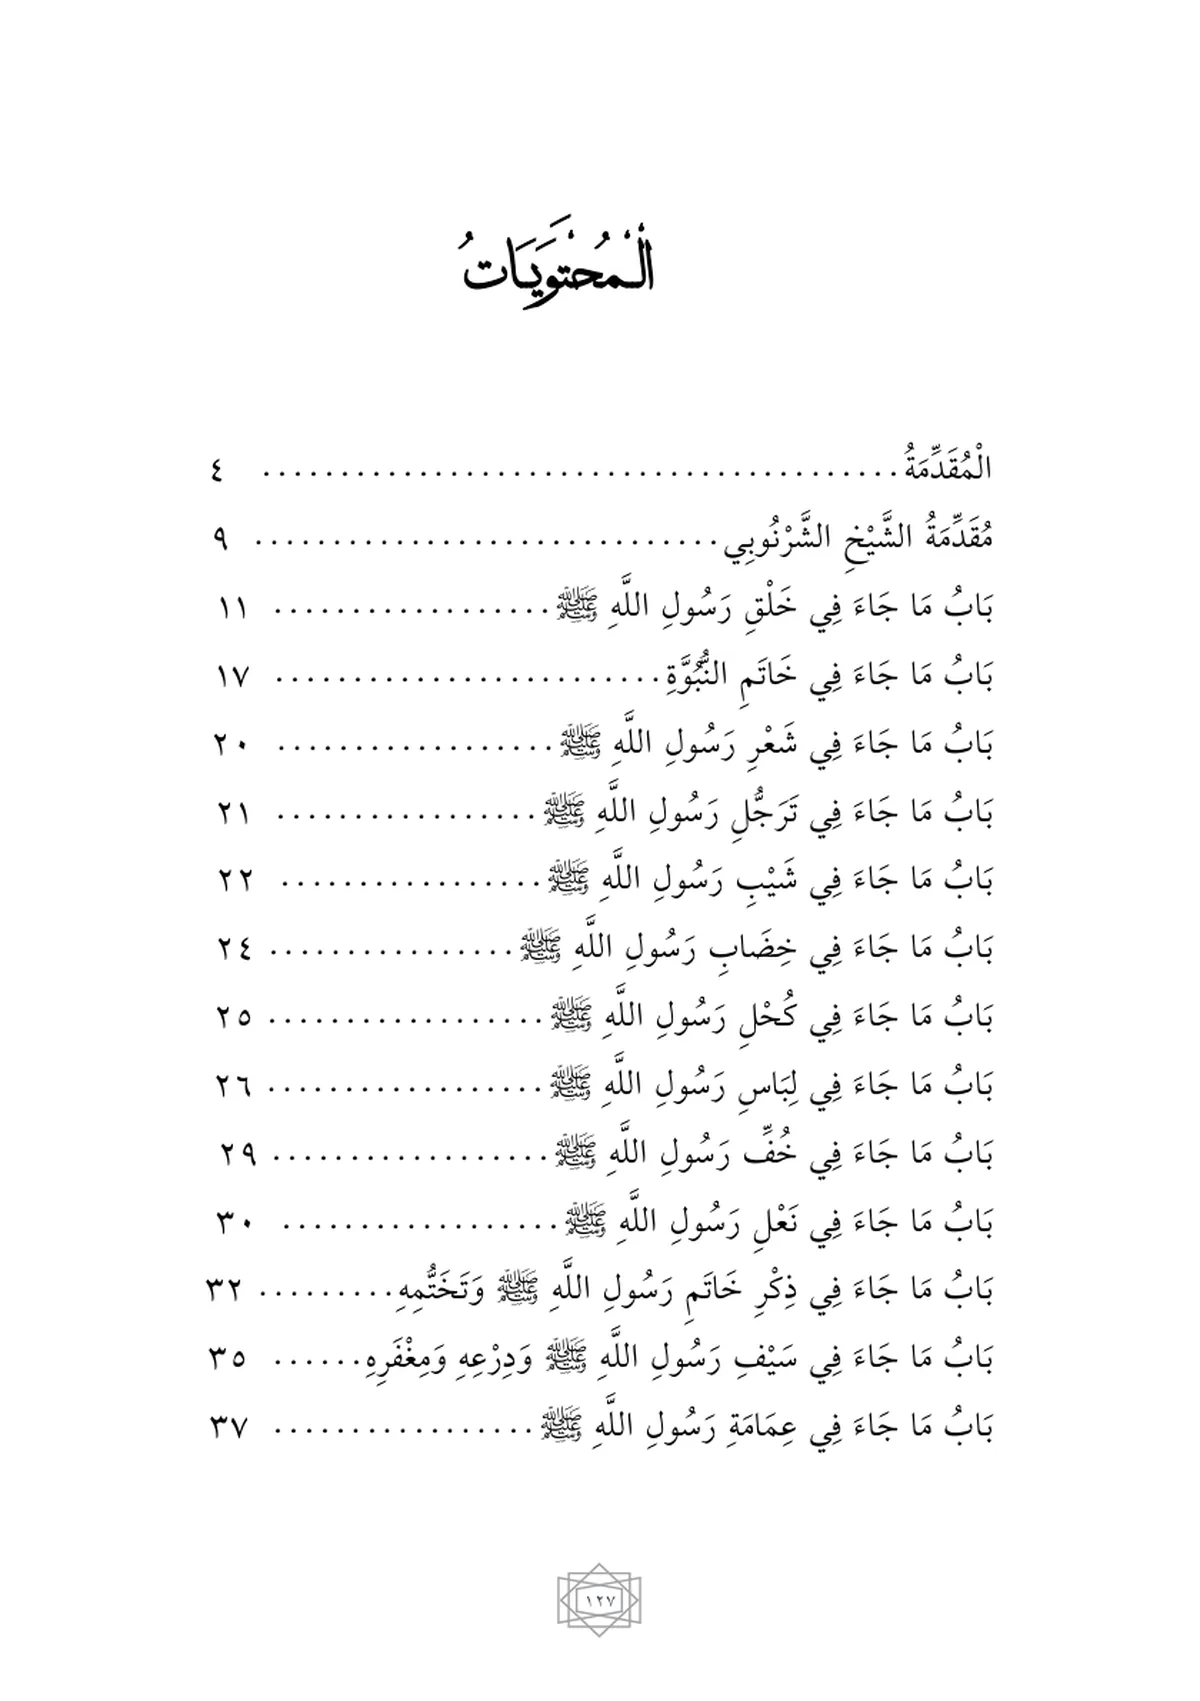 الْمُحْتَوَيَاتُ
الْمُقَدِّمَةُ ......................................... ٤
مُقَدِّمَةُ الشَّيْخِ الشَّرْنُوبِي .............................. ٩
بَابُ مَا جَاءَ فِي خَلْقِ رَسُولِ اللَّهِ ﷺ .................. ١١
بَابُ مَا جَاءَ فِي خَاتَمِ النُّبُوَّةِ ......................... ١٧
بَابُ مَا جَاءَ فِي شَعْرِ رَسُولِ اللَّهِ ﷺ .................. ٢٠
بَابُ مَا جَاءَ فِي تَرَجُّلِ رَسُولِ اللَّهِ ﷺ ................. ٢١
بَابُ مَا جَاءَ فِي شَيْبِ رَسُولِ اللَّهِ ﷺ ................. ٢٢
بَابُ مَا جَاءَ فِي خِضَابِ رَسُولِ اللَّهِ ﷺ ................ ٢٤
بَابُ مَا جَاءَ فِي كُحْلِ رَسُولِ اللَّهِ ﷺ .................. ٢٥
بَابُ مَا جَاءَ فِي لِبَاسِ رَسُولِ اللَّهِ ﷺ .................. ٢٦
بَابُ مَا جَاءَ فِي خُفِّ رَسُولِ اللَّهِ ﷺ .................. ٢٩
بَابُ مَا جَاءَ فِي نَعْلِ رَسُولِ اللَّهِ ﷺ .................. ٣٠
بَابُ مَا جَاءَ فِي ذِكْرِ خَاتَمِ رَسُولِ اللَّهِ ﷺ وَتَخَتُّمِهِ ......... ٣٢
بَابُ مَا جَاءَ فِي سَيْفِ رَسُولِ اللَّهِ ﷺ وَدِرْعِهِ وَمِغْفَرِهِ ...... ٣٥
بَابُ مَا جَاءَ فِي عِمَامَةِ رَسُولِ اللَّهِ ﷺ ................. ٣٧
١٢٧